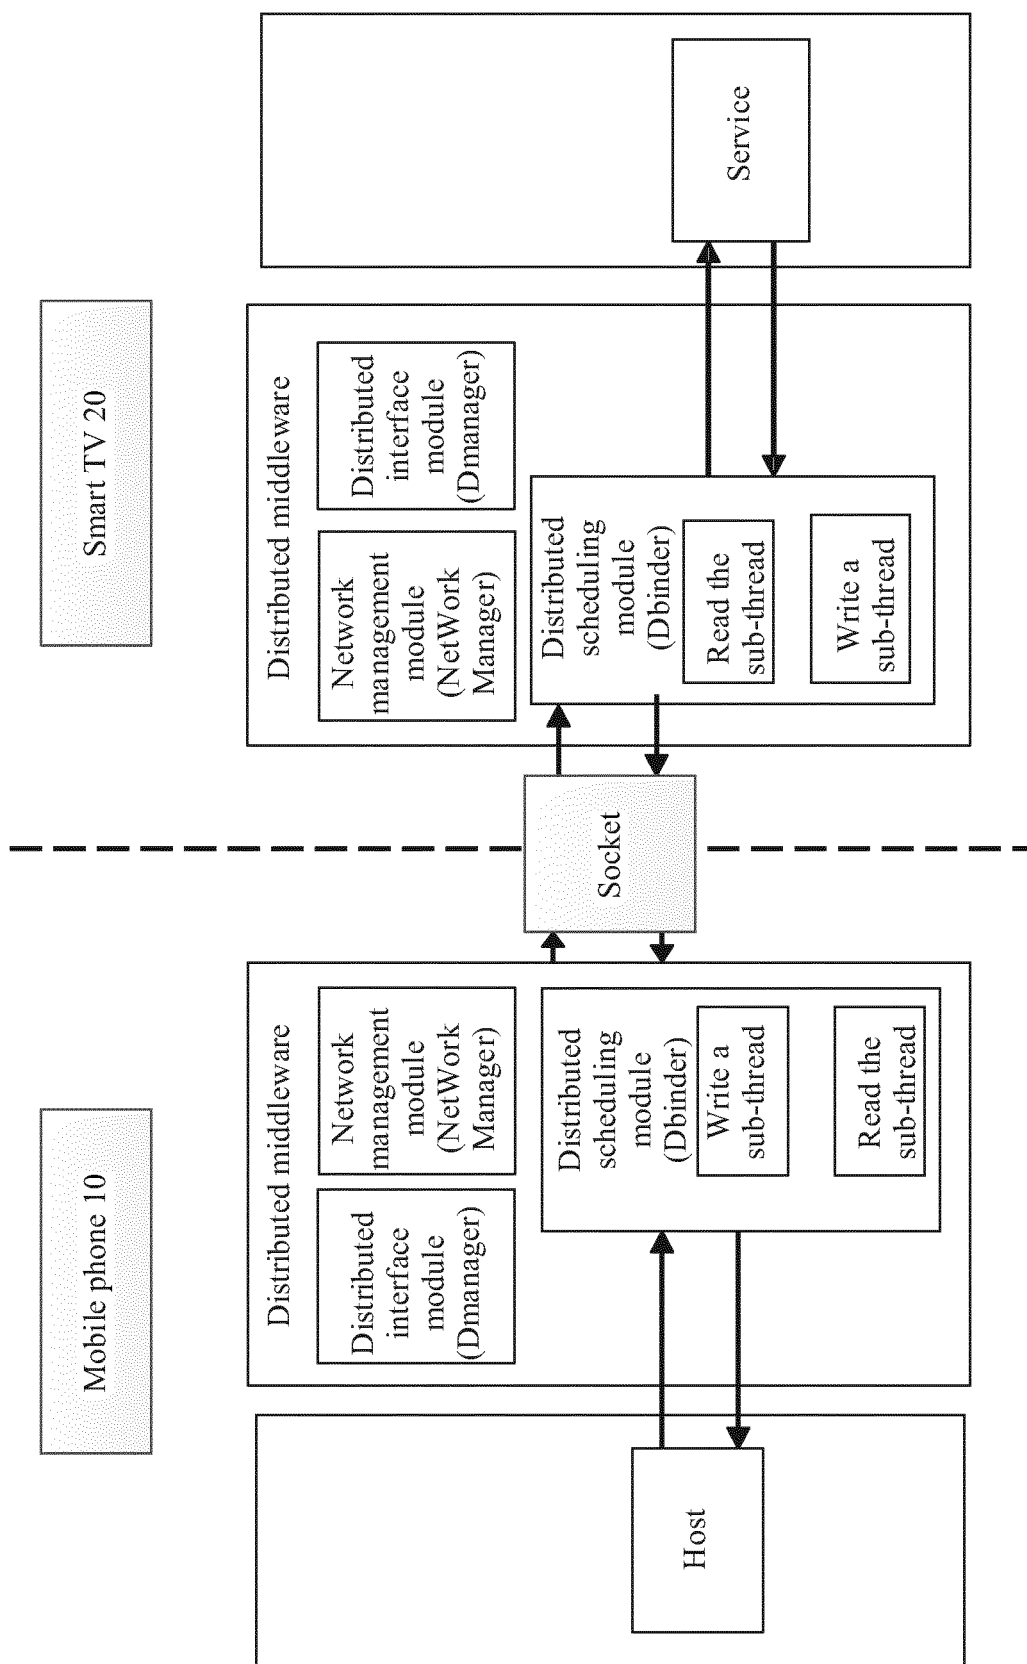 Mobile phone 10
Smart TV 20
Host
Distributed middleware
Distributed
interface
module
(Dmanager)
Network
management
module
(NetWork
Manager)
Distributed
scheduling
module
(Dbinder)
Write a
sub-thread
Read the
sub-thread
Socket
Distributed middleware
Network
management
module
(NetWork
Manager)
Distributed
interface
module
(Dmanager)
Distributed
scheduling
module
(Dbinder)
Read the
sub-thread
Write a
sub-thread
Service